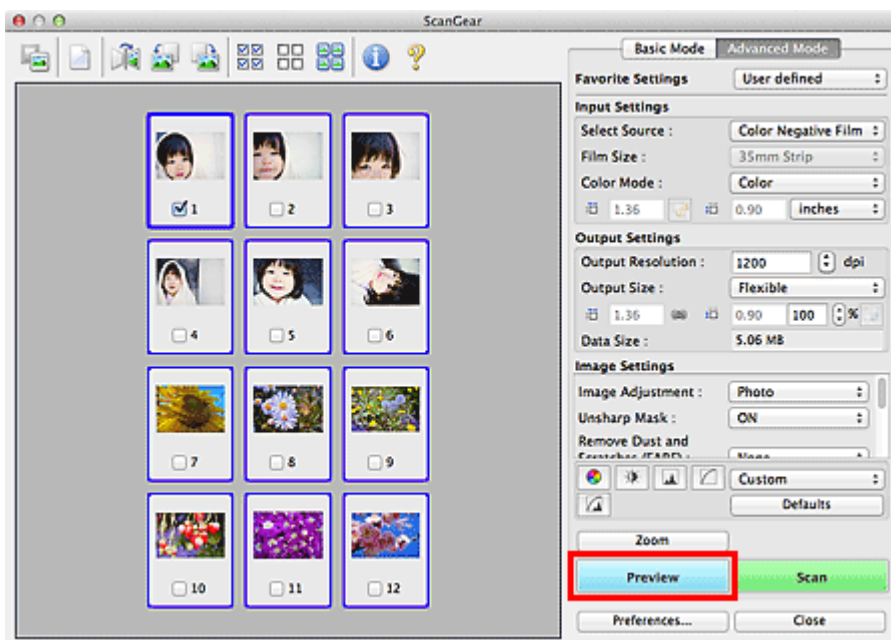 ScanGear
Basic Mode Advanced Mode
Favorite Settings User defined
Input Settings
Select Source : Color Negative Film
Film Size : 35mm Strip
Color Mode : Color
1.36 0.90 inches
Output Settings
Output Resolution : 1200 dpi
Output Size : Flexible
1.36 0.90 100 %
Data Size : 5.06 MB
Image Settings
Image Adjustment : Photo
Unsharp Mask : ON
Remove Dust and
Scratches (FARE) : None
Custom
Defaults
Zoom
Preview Scan
Preferences... Close
1 2 3
4 5 6
7 8 9
10 11 12